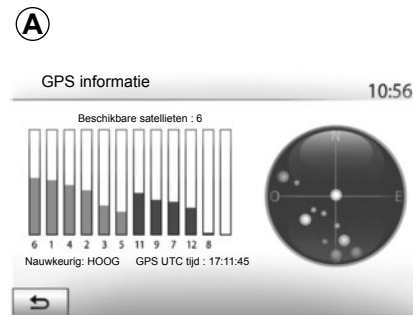 A
GPS informatie
10:56
Beschikbare satellieten : 6
N
O E
6 1 4 2 3 5 11 9 7 12 8
Nauwkeurig: HOOG GPS UTC tijd : 17:11:45